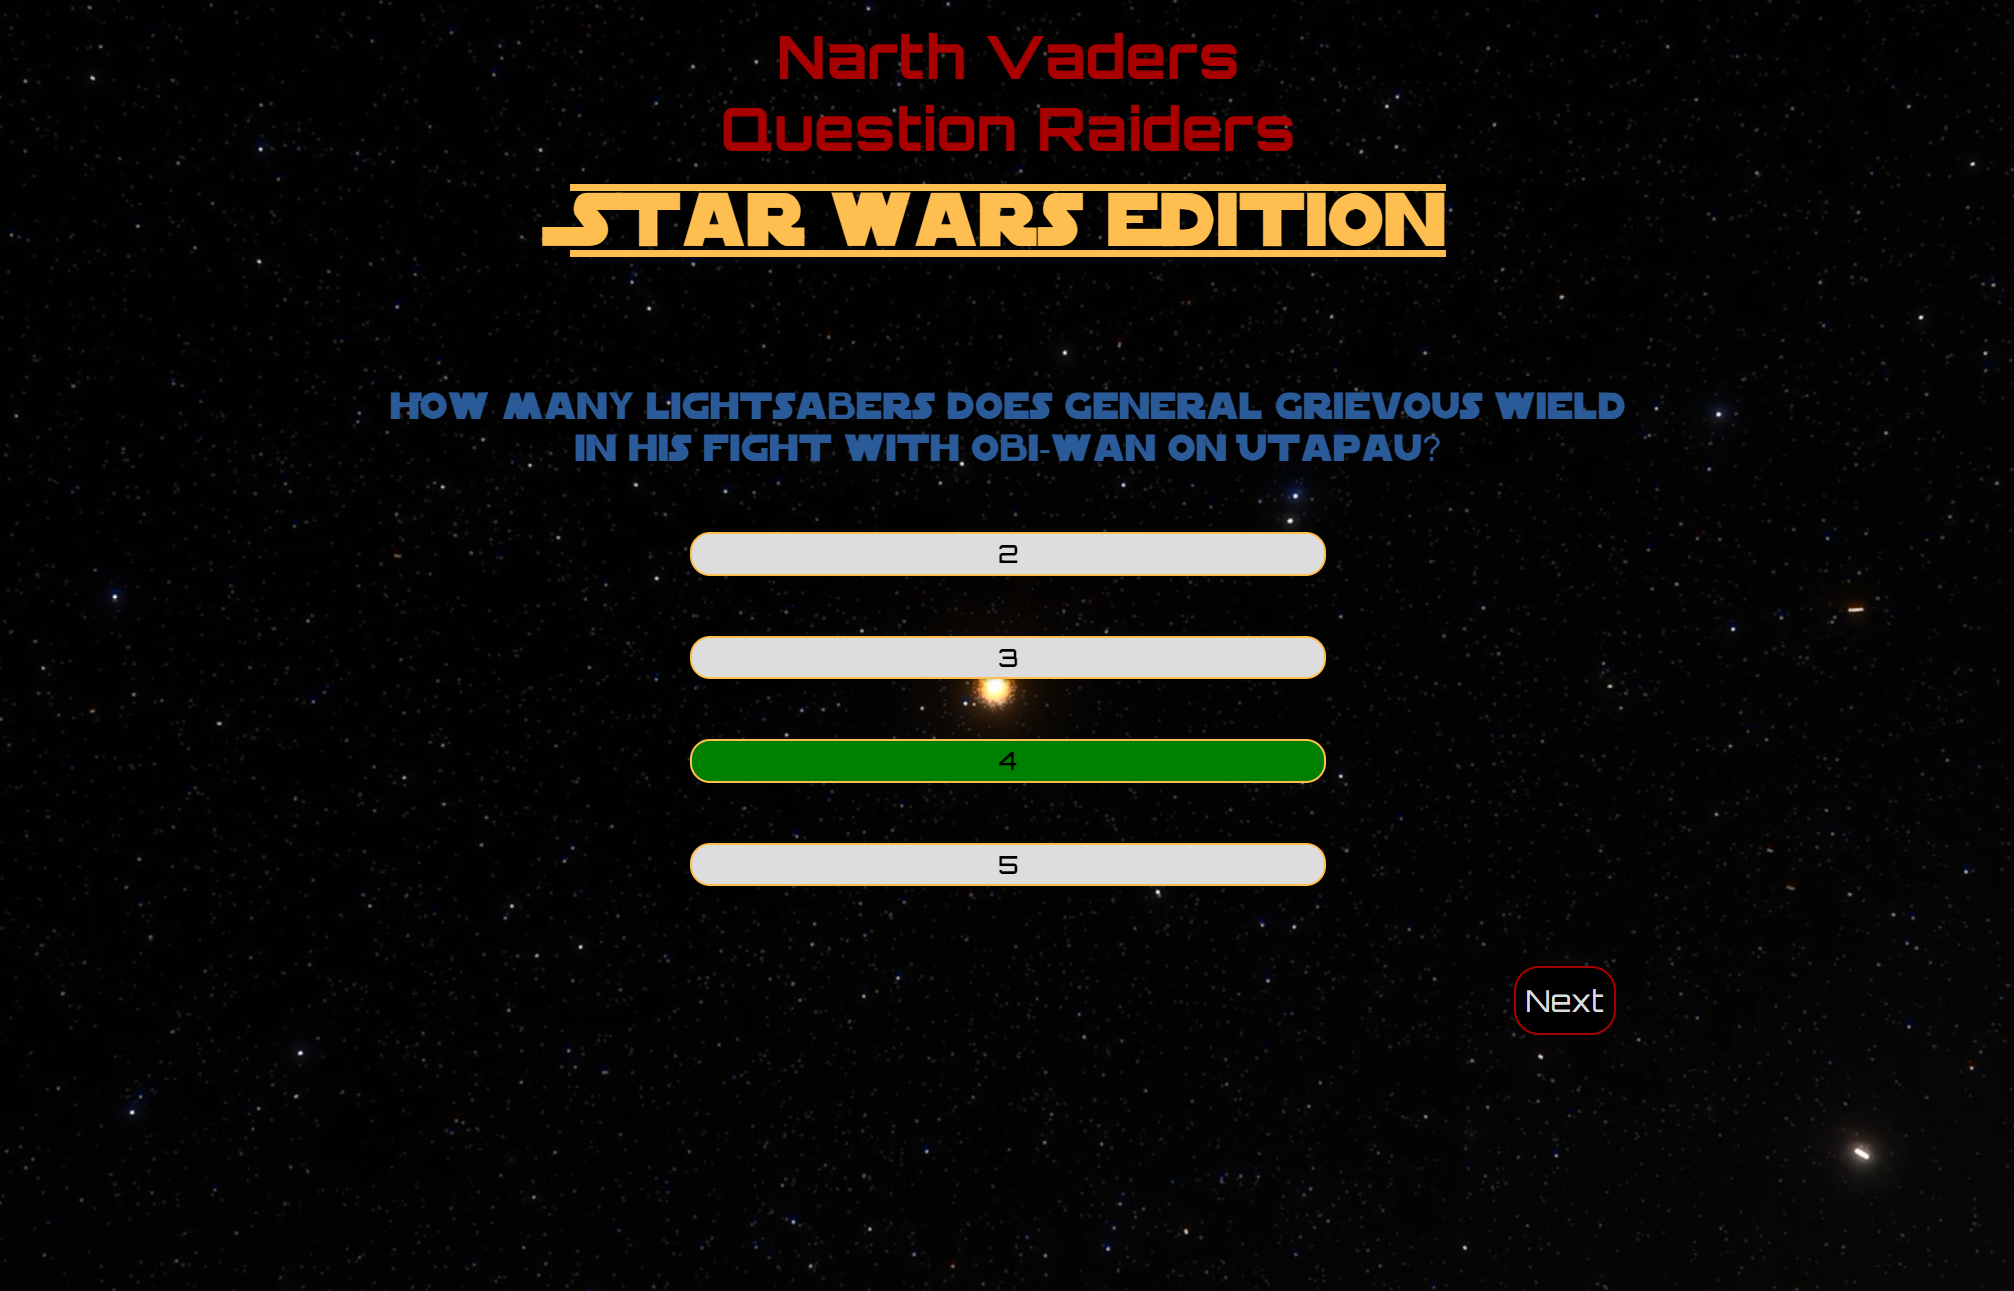 Narth Vaders
Question Raiders
STAR WARS EDITION
HOW MANY LIGHTSABERS DOES GENERAL GRIEVOUS WIELD
IN HIS FIGHT WITH OBI-WAN ON UTAPAU?
2
3
4
5
Next